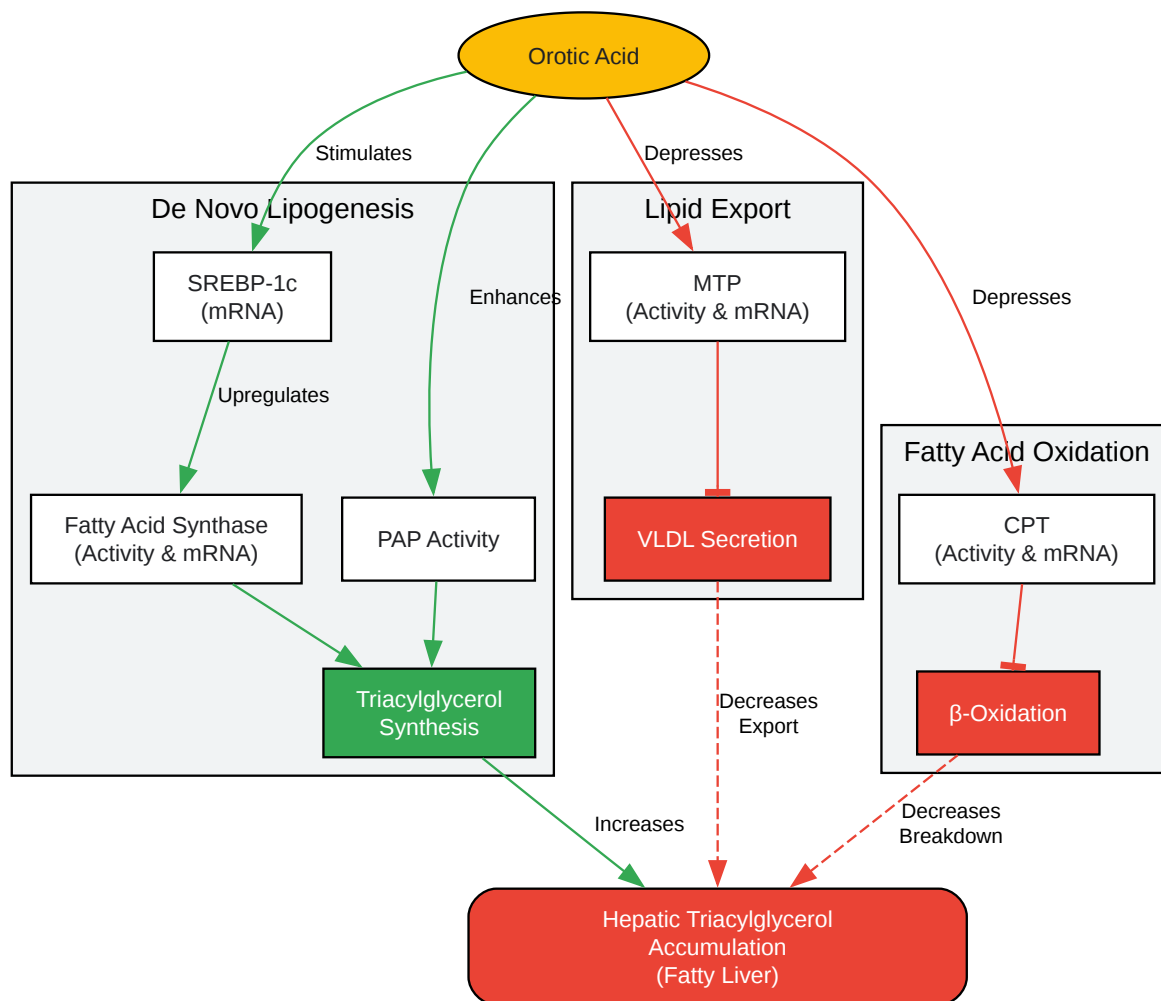 Orotic Acid
Stimulates
Depresses
De Novo Lipogenesis
Lipid Export
SREBP-1c
(mRNA)
Enhances
MTP
(Activity & mRNA)
Depresses
Upregulates
Fatty Acid Oxidation
Fatty Acid Synthase
(Activity & mRNA)
PAP Activity
VLDL Secretion
CPT
(Activity & mRNA)
Triacylglycerol
Synthesis
Decreases
Export
β-Oxidation
Increases
Decreases
Breakdown
Hepatic Triacylglycerol
Accumulation
(Fatty Liver)